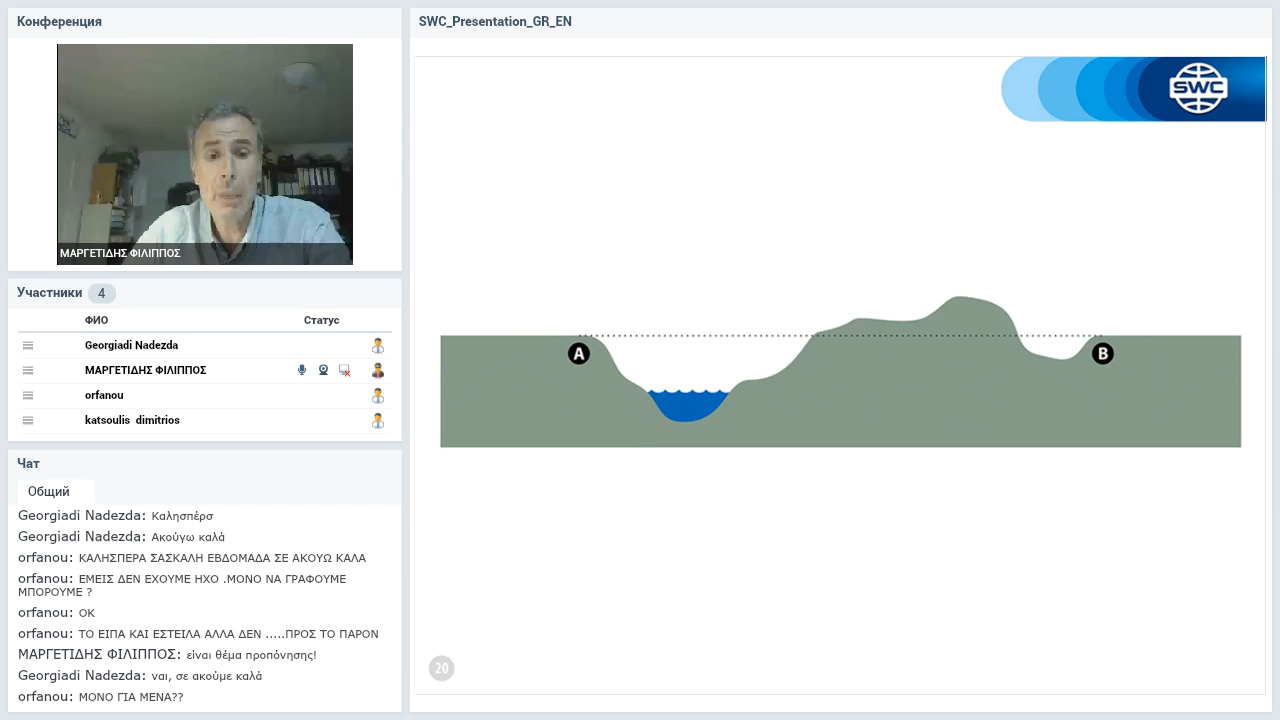 Конференция
ΜΑΡΓΕΤΙΔΗΣ ΦΙΛΙΠΠΟΣ
Участники 4
ФИО Статус
Georgiadi Nadezda
ΜΑΡΓΕΤΙΔΗΣ ΦΙΛΙΠΠΟΣ
orfanou
katsoulis dimitrios
Чат
Общий
Georgiadi Nadezda: Καλησπέρσ
Georgiadi Nadezda: Ακούγω καλά
orfanou: ΚΑΛΗΣΠΕΡΑ ΣΑΣΚΑΛΗ ΕΒΔΟΜΑΔΑ ΣΕ ΑΚΟΥΩ ΚΑΛΑ
orfanou: ΕΜΕΙΣ ΔΕΝ ΕΧΟΥΜΕ ΗΧΟ .ΜΟΝΟ ΝΑ ΓΡΑΦΟΥΜΕ
ΜΠΟΡΟΥΜΕ ?
orfanou: ΟΚ
orfanou: ΤΟ ΕΙΠΑ ΚΑΙ ΕΣΤΕΙΛΑ ΑΛΛΑ ΔΕΝ .....ΠΡΟΣ ΤΟ ΠΑΡΟΝ
ΜΑΡΓΕΤΙΔΗΣ ΦΙΛΙΠΠΟΣ: είναι θέμα προπόνησης!
Georgiadi Nadezda: ναι, σε ακούμε καλά
orfanou: ΜΟΝΟ ΓΙΑ ΜΕΝΑ??
SWC_Presentation_GR_EN
SWC
A B
20